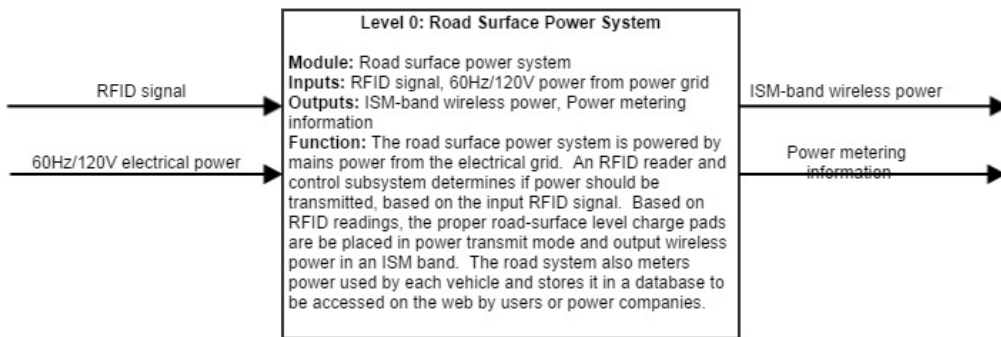 Level 0: Road Surface Power System
Module: Road surface power system
Inputs: RFID signal, 60Hz/120V power from power grid
Outputs: ISM-band wireless power, Power metering
information
Function: The road surface power system is powered by
mains power from the electrical grid. An RFID reader and
control subsystem determines if power should be
transmitted, based on the input RFID signal. Based on
RFID readings, the proper road-surface level charge pads
are be placed in power transmit mode and output wireless
power in an ISM band. The road system also meters
power used by each vehicle and stores it in a database to
be accessed on the web by users or power companies.
RFID signal
60Hz/120V electrical power
ISM-band wireless power
Power metering
information